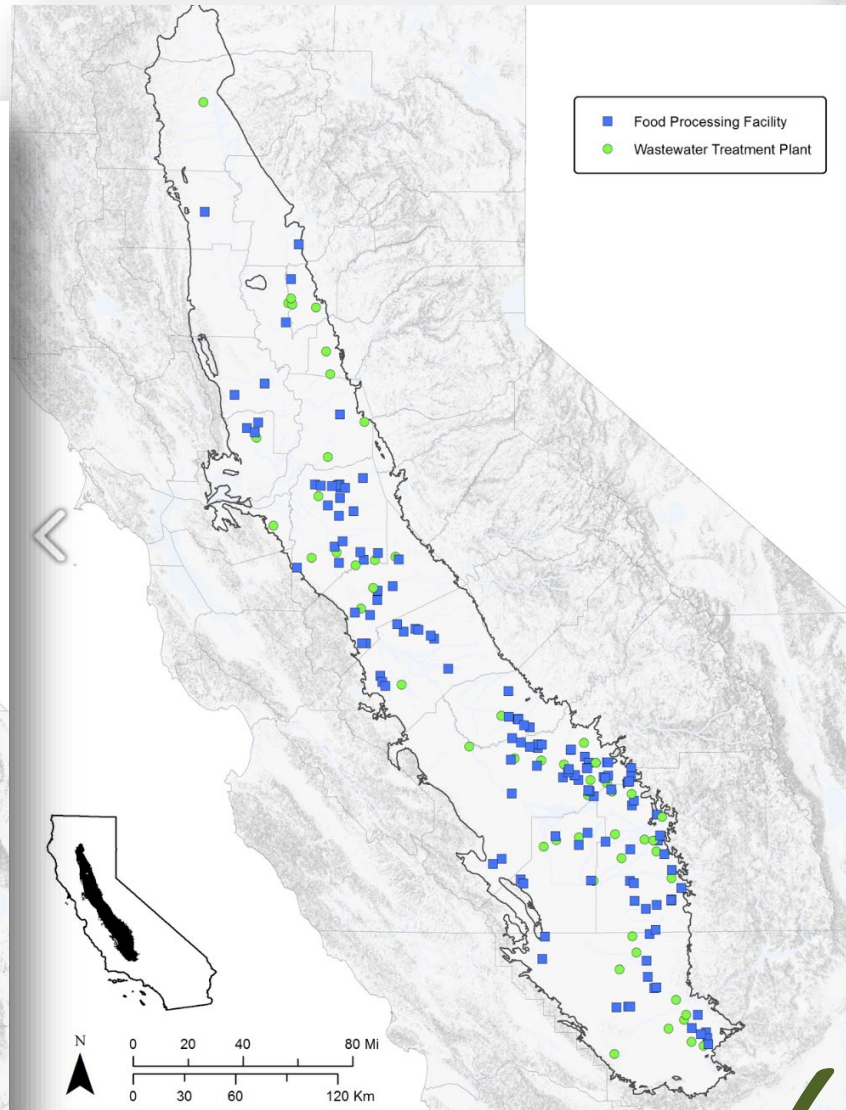 Food Processing Facility
Wastewater Treatment Plant
N
0 20 40 80 Mi
0 30 60 120 Km